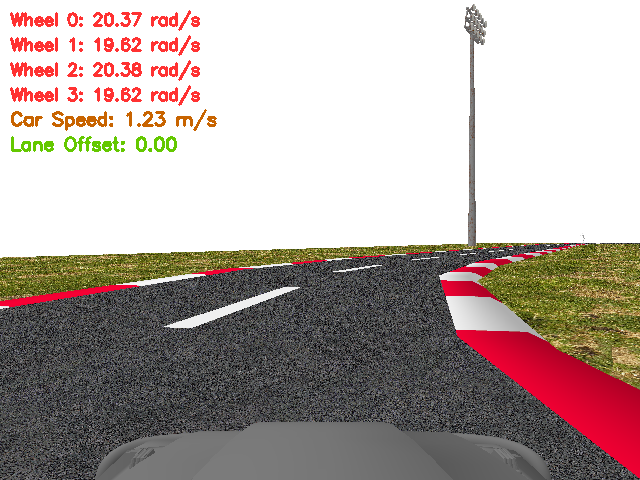 Wheel 0: 20.37 rad/s
Wheel 1: 19.62 rad/s
Wheel 2: 20.38 rad/s
Wheel 3: 19.62 rad/s
Car Speed: 1.23 m/s
Lane Offset: 0.00